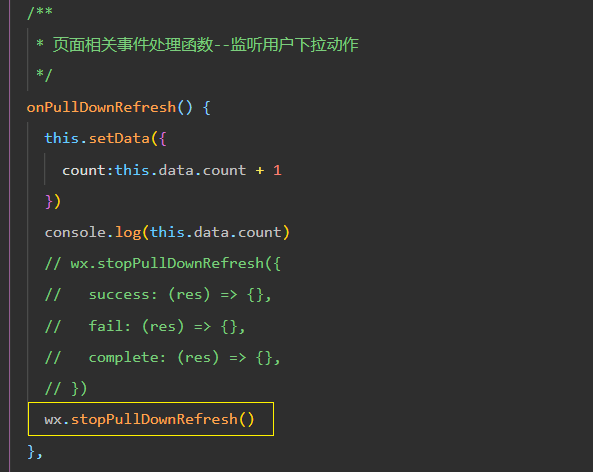 /**
 * 页面相关事件处理函数--监听用户下拉动作
 */
onPullDownRefresh() {
  this.setData({
    count:this.data.count + 1
  })
  console.log(this.data.count)
  // wx.stopPullDownRefresh({
  //   success: (res) => {},
  //   fail: (res) => {},
  //   complete: (res) => {},
  // })
  wx.stopPullDownRefresh()
},